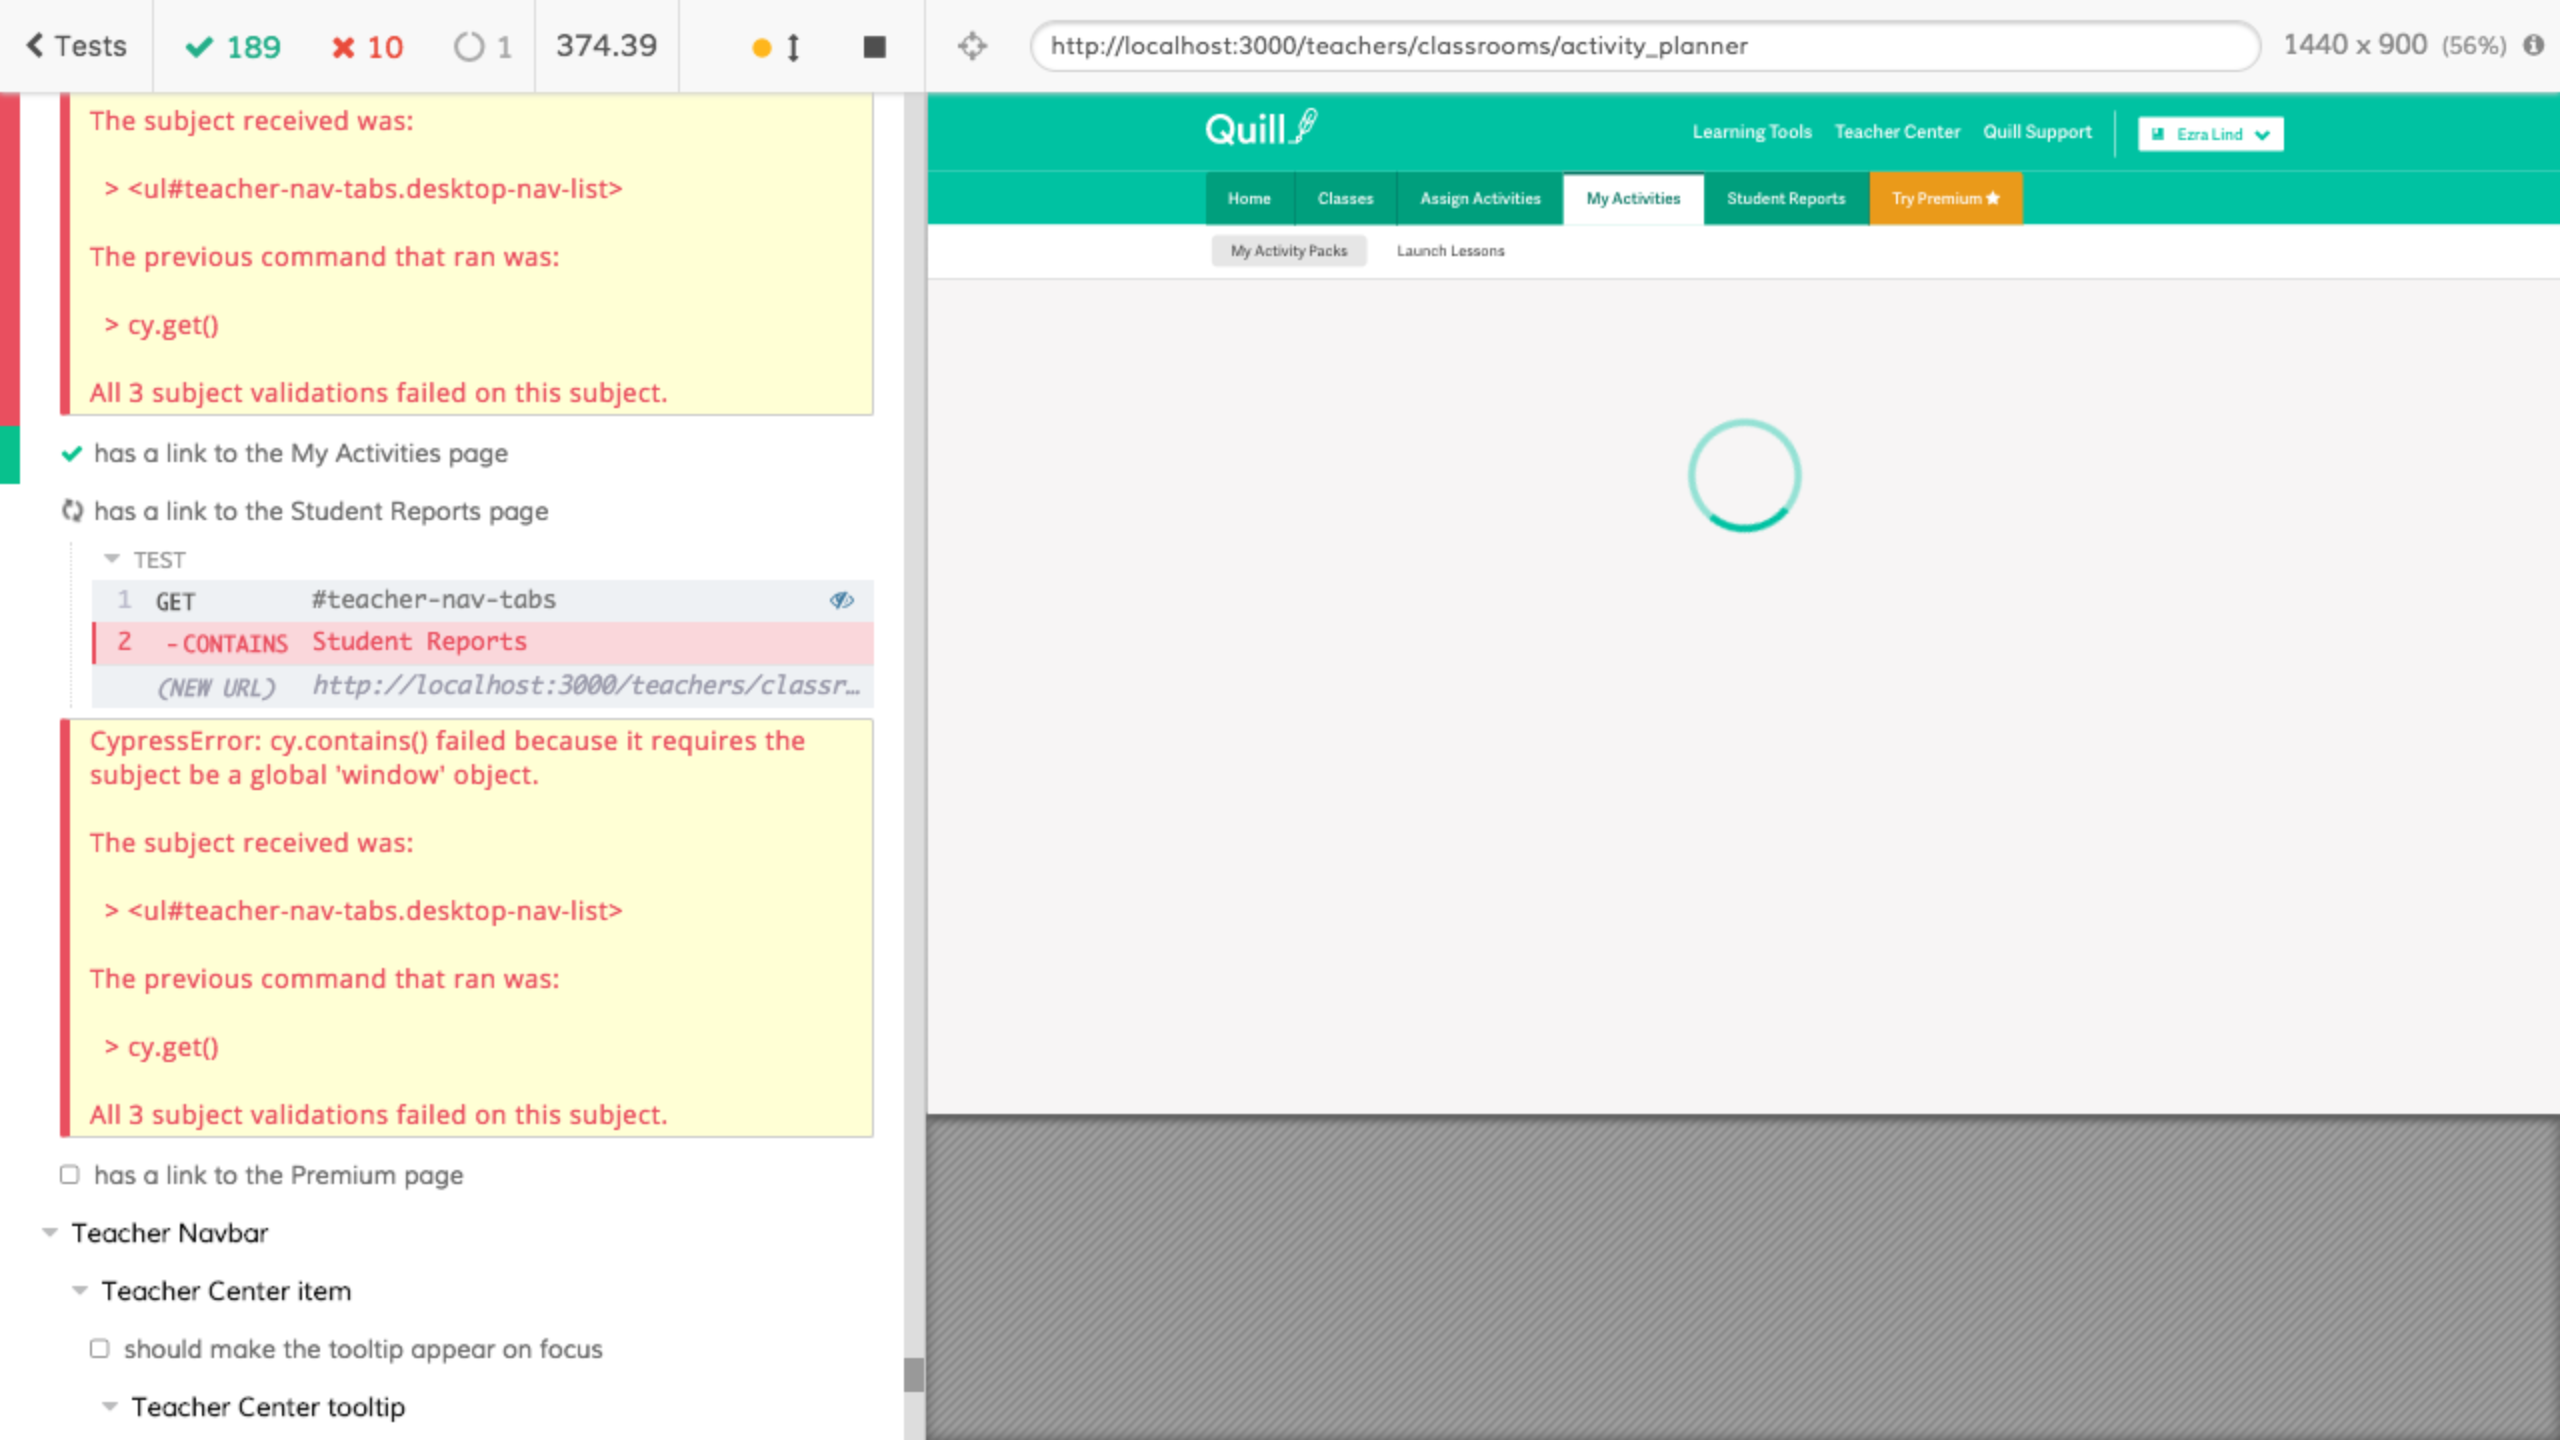 Tests
189
10
1
374.39
http://localhost:3000/teachers/classrooms/activity_planner
1440 x 900 (56%)
The subject received was:
> <ul#teacher-nav-tabs.desktop-nav-list>
The previous command that ran was:
> cy.get()
All 3 subject validations failed on this subject.
has a link to the My Activities page
has a link to the Student Reports page
TEST
1 GET #teacher-nav-tabs
2 -CONTAINS Student Reports
(NEW URL) http://localhost:3000/teachers/classr…
CypressError: cy.contains() failed because it requires the
subject be a global 'window' object.
The subject received was:
> <ul#teacher-nav-tabs.desktop-nav-list>
The previous command that ran was:
> cy.get()
All 3 subject validations failed on this subject.
has a link to the Premium page
Teacher Navbar
Teacher Center item
should make the tooltip appear on focus
Teacher Center tooltip
Quill
Learning Tools Teacher Center Quill Support Ezra Lind
Home Classes Assign Activities My Activities Student Reports Try Premium ★
My Activity Packs Launch Lessons